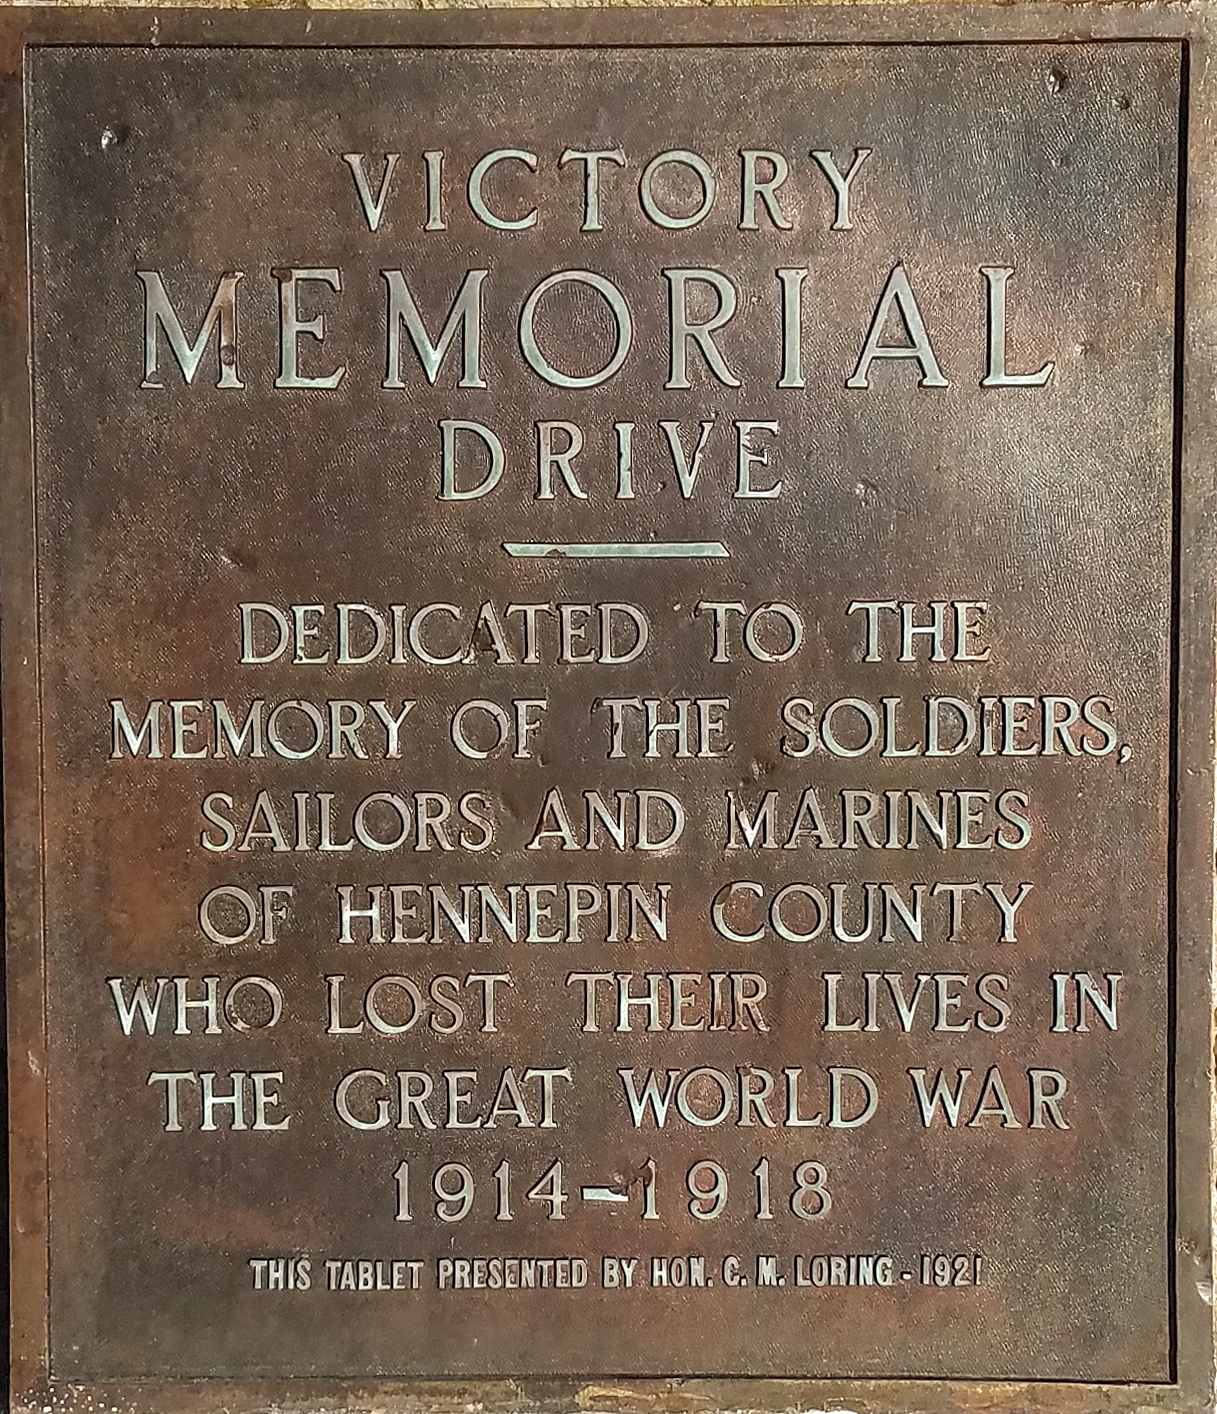 VICTORY
MEMORIAL
DRIVE
DEDICATED TO THE
MEMORY OF THE SOLDIERS,
SAILORS AND MARINES
OF HENNEPIN COUNTY
WHO LOST THEIR LIVES IN
THE GREAT WORLD WAR
1914-1918
THIS TABLET PRESENTED BY HON. C. M. LORING - 1921